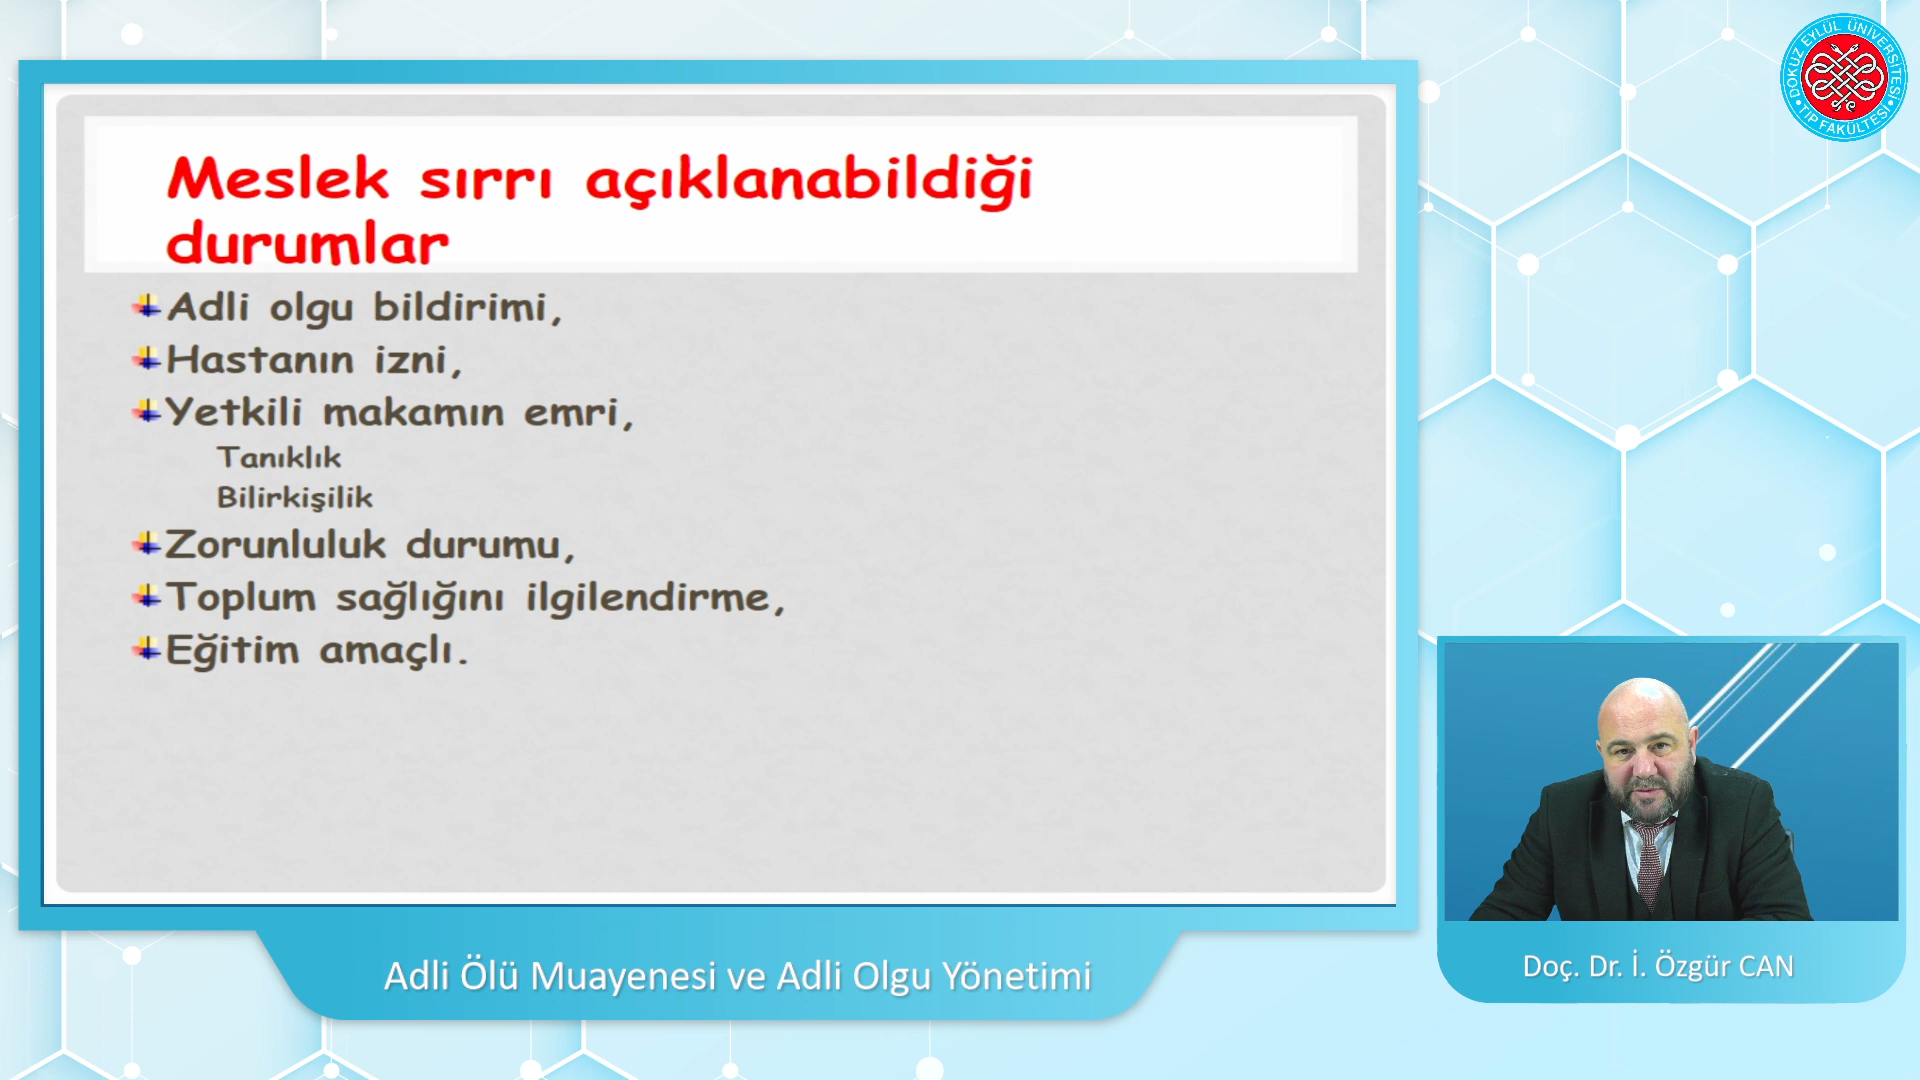 Meslek sırrı açıklanabildiği
durumlar
Adli olgu bildirimi,
Hastanın izni,
Yetkili makamın emri,
Tanıklık
Bilirkişilik
Zorunluluk durumu,
Toplum sağlığını ilgilendirme,
Eğitim amaçlı.
Adli Ölü Muayenesi ve Adli Olgu Yönetimi
DOKUZ EYLÜL ÜNİVERSİTESİ
• TIP FAKÜLTESİ •
Doç. Dr. İ. Özgür CAN